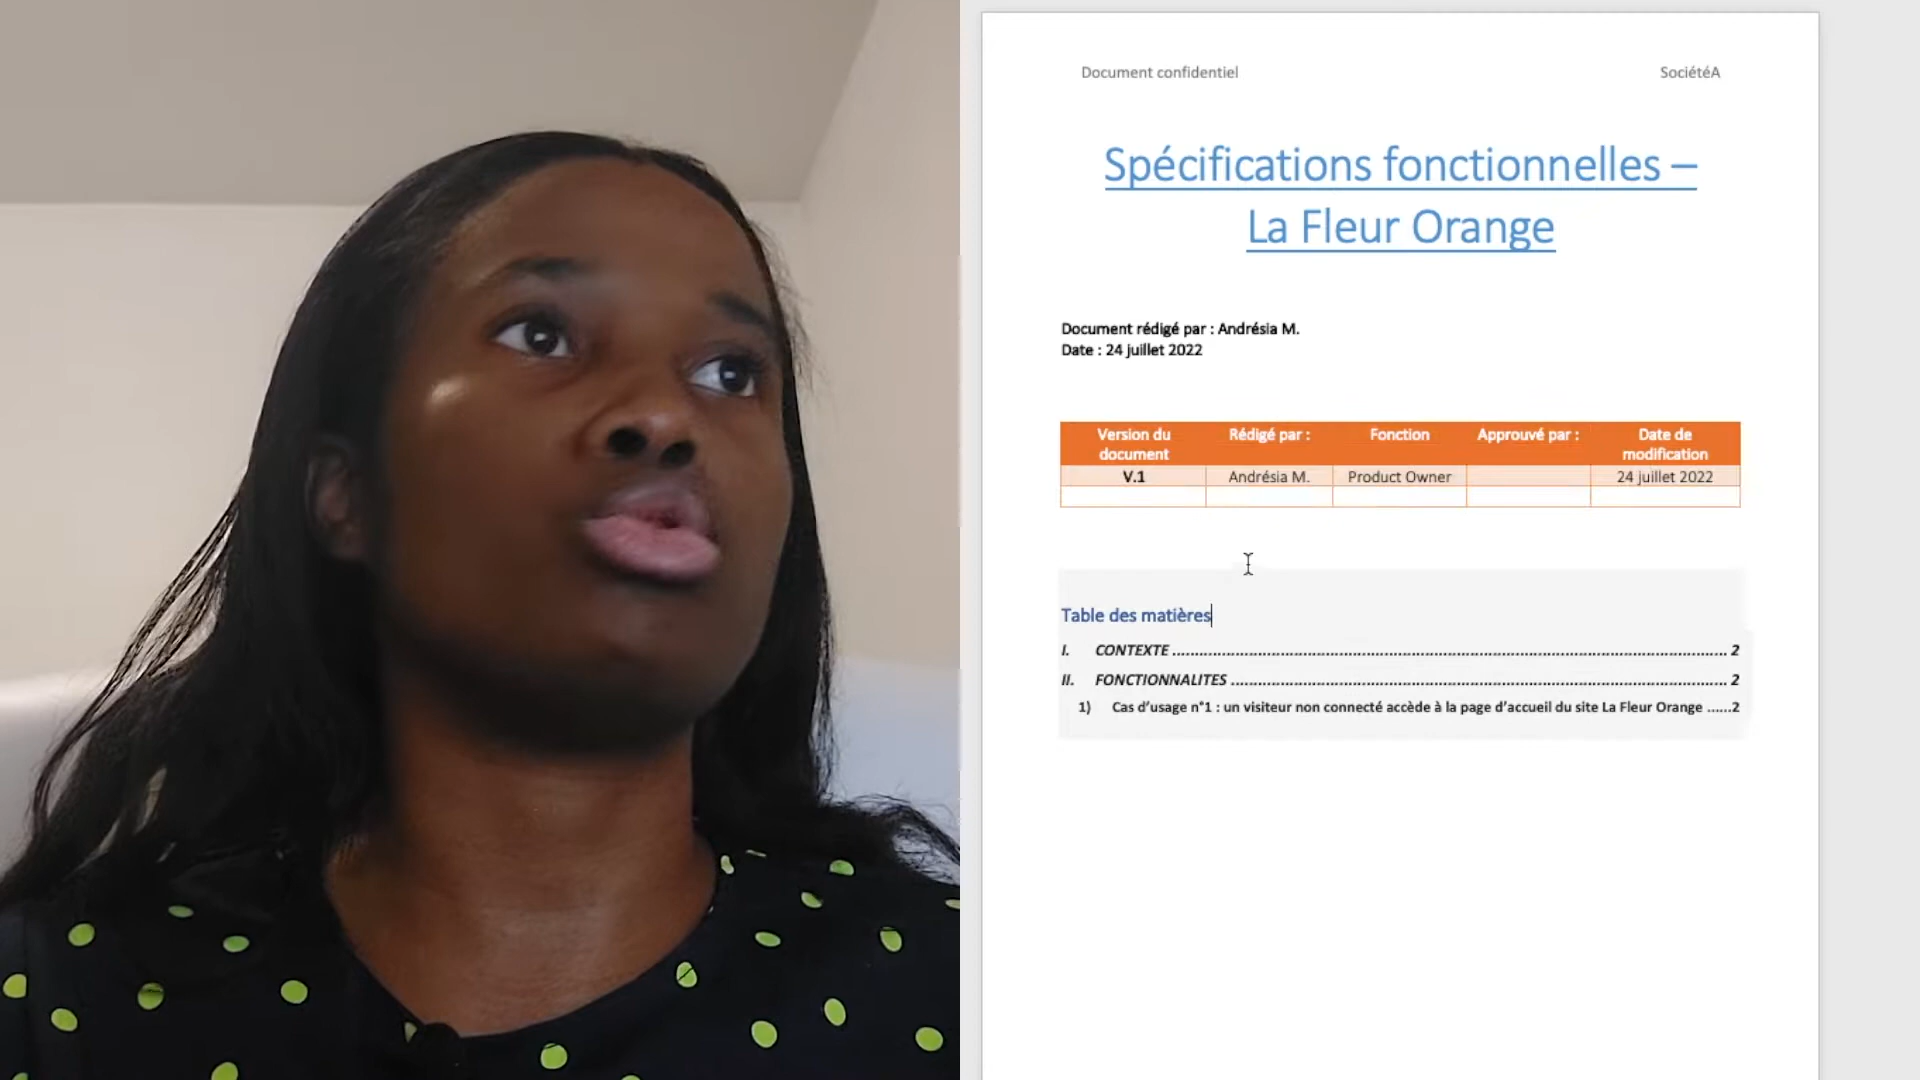 Document confidentiel SociétéA
Spécifications fonctionnelles –
La Fleur Orange
Document rédigé par : Andrésia M.
Date : 24 juillet 2022
Version du document Rédigé par : Fonction Approuvé par : Date de modification
V.1 Andrésia M. Product Owner 24 juillet 2022
Table des matières
I. CONTEXTE ........ 2
II. FONCTIONNALITES ........ 2
1) Cas d’usage n°1 : un visiteur non connecté accède à la page d’accueil du site La Fleur Orange ......2